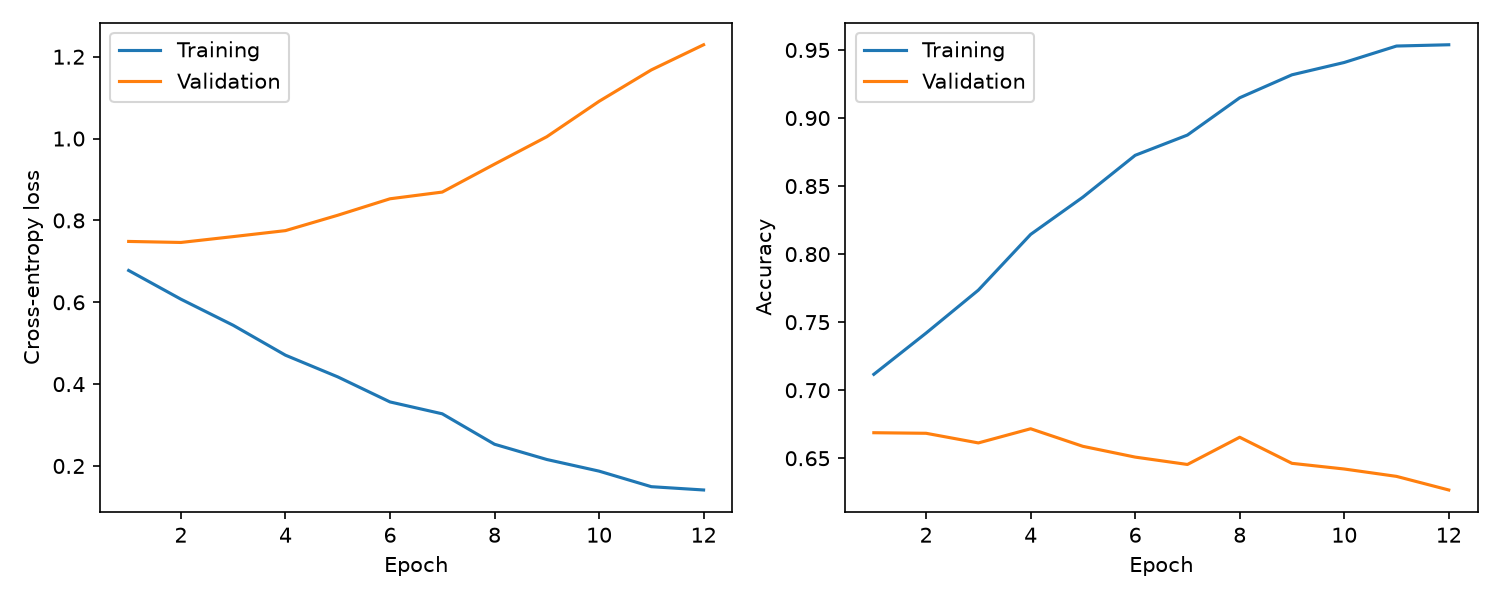 Training
Validation
Cross-entropy loss
1.2
1.0
0.8
0.6
0.4
0.2
2 4 6 8 10 12
Epoch
Training
Validation
Accuracy
0.95
0.90
0.85
0.80
0.75
0.70
0.65
2 4 6 8 10 12
Epoch